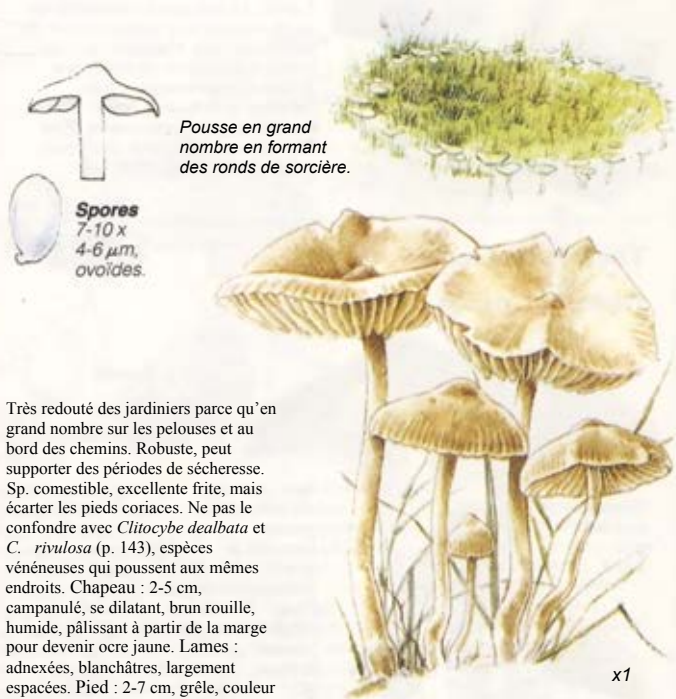 Pousse en grand
nombre en formant
des ronds de sorcière.
Spores
7-10 x
4-6 µm,
ovoïdes.
Très redouté des jardiniers parce qu’en
grand nombre sur les pelouses et au
bord des chemins. Robuste, peut
supporter des périodes de sécheresse.
Sp. comestible, excellente frite, mais
écarter les pieds coriaces. Ne pas le
confondre avec Clitocybe dealbata et
C. rivulosa (p. 143), espèces
vénéneuses qui poussent aux mêmes
endroits. Chapeau : 2-5 cm,
campanulé, se dilatant, brun rouille,
humide, pâlissant à partir de la marge
pour devenir ocre jaune. Lames :
adnexées, blanchâtres, largement
espacées. Pied : 2-7 cm, grêle, couleur
x1